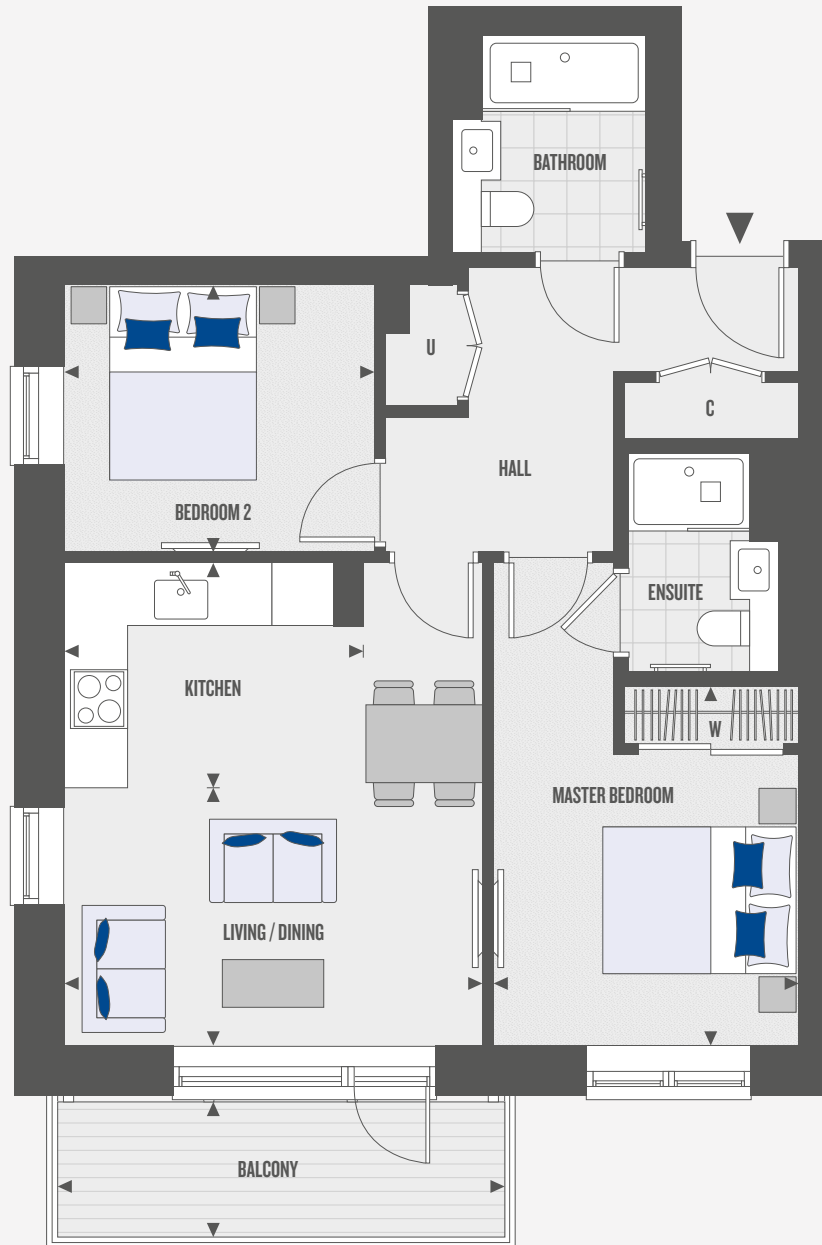 BATHROOM
U
C
HALL
BEDROOM 2
ENSUITE
KITCHEN
W
MASTER BEDROOM
LIVING / DINING
BALCONY